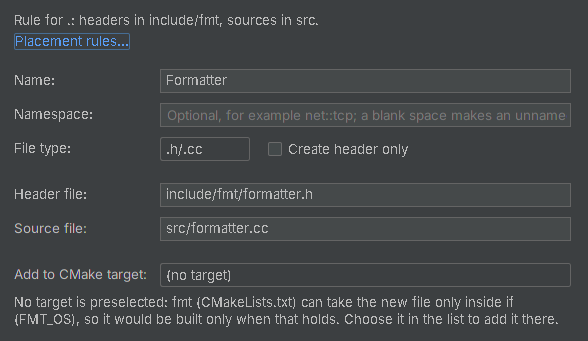 Rule for .: headers in include/fmt, sources in src.
Placement rules...
Name: Formatter
Namespace: Optional, for example net::tcp; a blank space makes an unname
File type: .h/.cc Create header only
Header file: include/fmt/formatter.h
Source file: src/formatter.cc
Add to CMake target: (no target)
No target is preselected: fmt (CMakeLists.txt) can take the new file only inside if
(FMT_OS), so it would be built only when that holds. Choose it in the list to add it there.